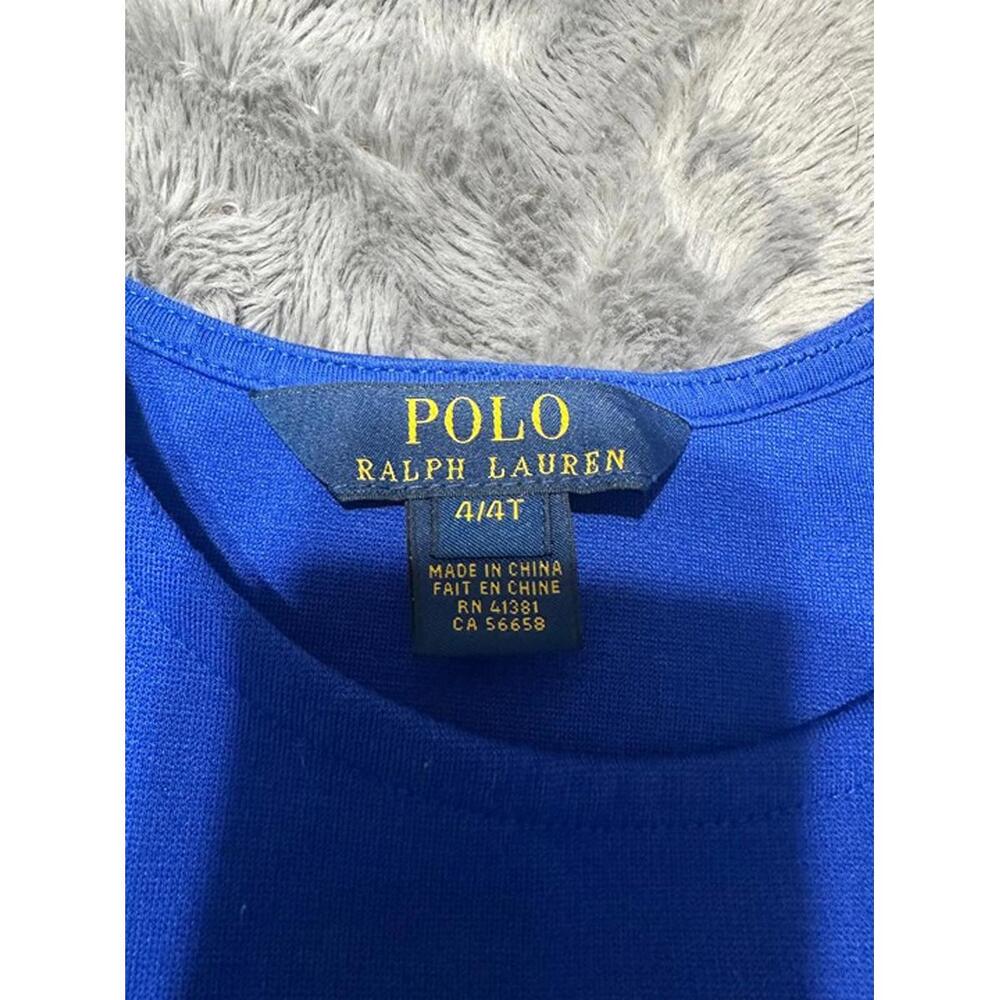 POLO
RALPH LAUREN
4/4T
MADE IN CHINA
FAIT EN CHINE
RN 41381
CA 56658